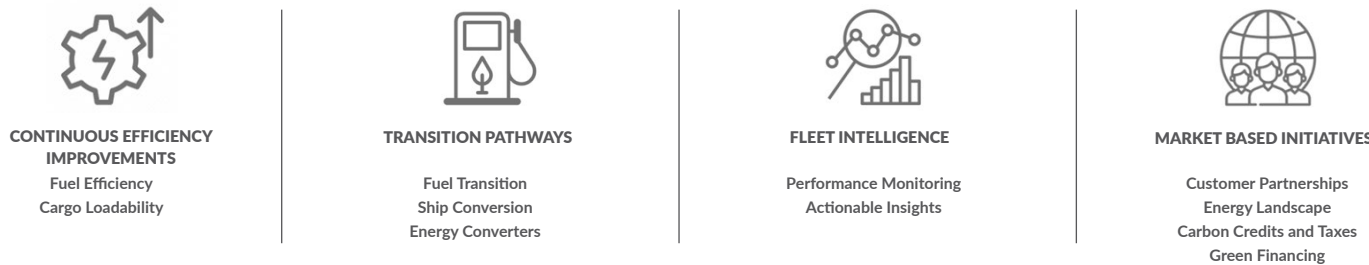 CONTINUOUS EFFICIENCY
IMPROVEMENTS
Fuel Efficiency
Cargo Loadability
TRANSITION PATHWAYS
Fuel Transition
Ship Conversion
Energy Converters
FLEET INTELLIGENCE
Performance Monitoring
Actionable Insights
MARKET BASED INITIATIVES
Customer Partnerships
Energy Landscape
Carbon Credits and Taxes
Green Financing